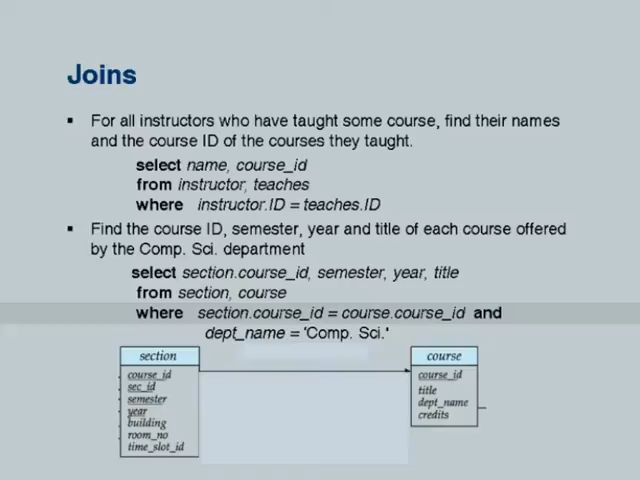 Joins
▪ For all instructors who have taught some course, find their names
and the course ID of the courses they taught.
select name, course_id
from instructor, teaches
where instructor.ID = teaches.ID
▪ Find the course ID, semester, year and title of each course offered
by the Comp. Sci. department
select section.course_id, semester, year, title
from section, course
where section.course_id = course.course_id and
dept_name = 'Comp. Sci.'
section
course_id
sec_id
semester
year
building
room_no
time_slot_id
course
course_id
title
dept_name
credits